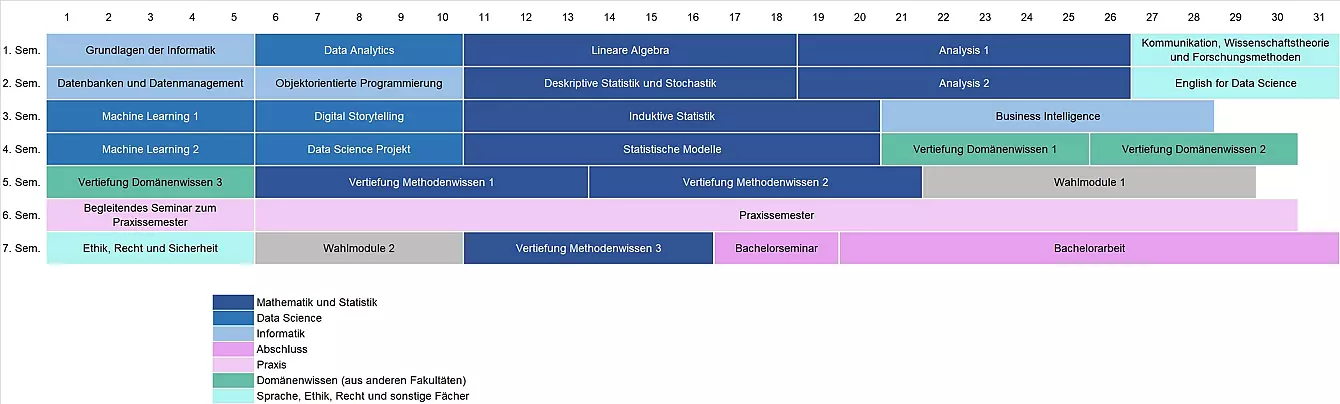 1 2 3 4 5 6 7 8 9 10 11 12 13 14 15 16 17 18 19 20 21 22 23 24 25 26 27 28 29 30 31
1. Sem. Grundlagen der Informatik Data Analytics Lineare Algebra Analysis 1 Kommunikation, Wissenschaftstheorie
und Forschungsmethoden
2. Sem. Datenbanken und Datenmanagement Objektorientierte Programmierung Deskriptive Statistik und Stochastik Analysis 2 English for Data Science
3. Sem. Machine Learning 1 Digital Storytelling Induktive Statistik Business Intelligence
4. Sem. Machine Learning 2 Data Science Projekt Statistische Modelle Vertiefung Domänenwissen 1 Vertiefung Domänenwissen 2
5. Sem. Vertiefung Domänenwissen 3 Vertiefung Methodenwissen 1 Vertiefung Methodenwissen 2 Wahlmodule 1
6. Sem. Begleitendes Seminar zum
Praxissemester Praxissemester
7. Sem. Ethik, Recht und Sicherheit Wahlmodule 2 Vertiefung Methodenwissen 3 Bachelorseminar Bachelorarbeit
Mathematik und Statistik
Data Science
Informatik
Abschluss
Praxis
Domänenwissen (aus anderen Fakultäten)
Sprache, Ethik, Recht und sonstige Fächer